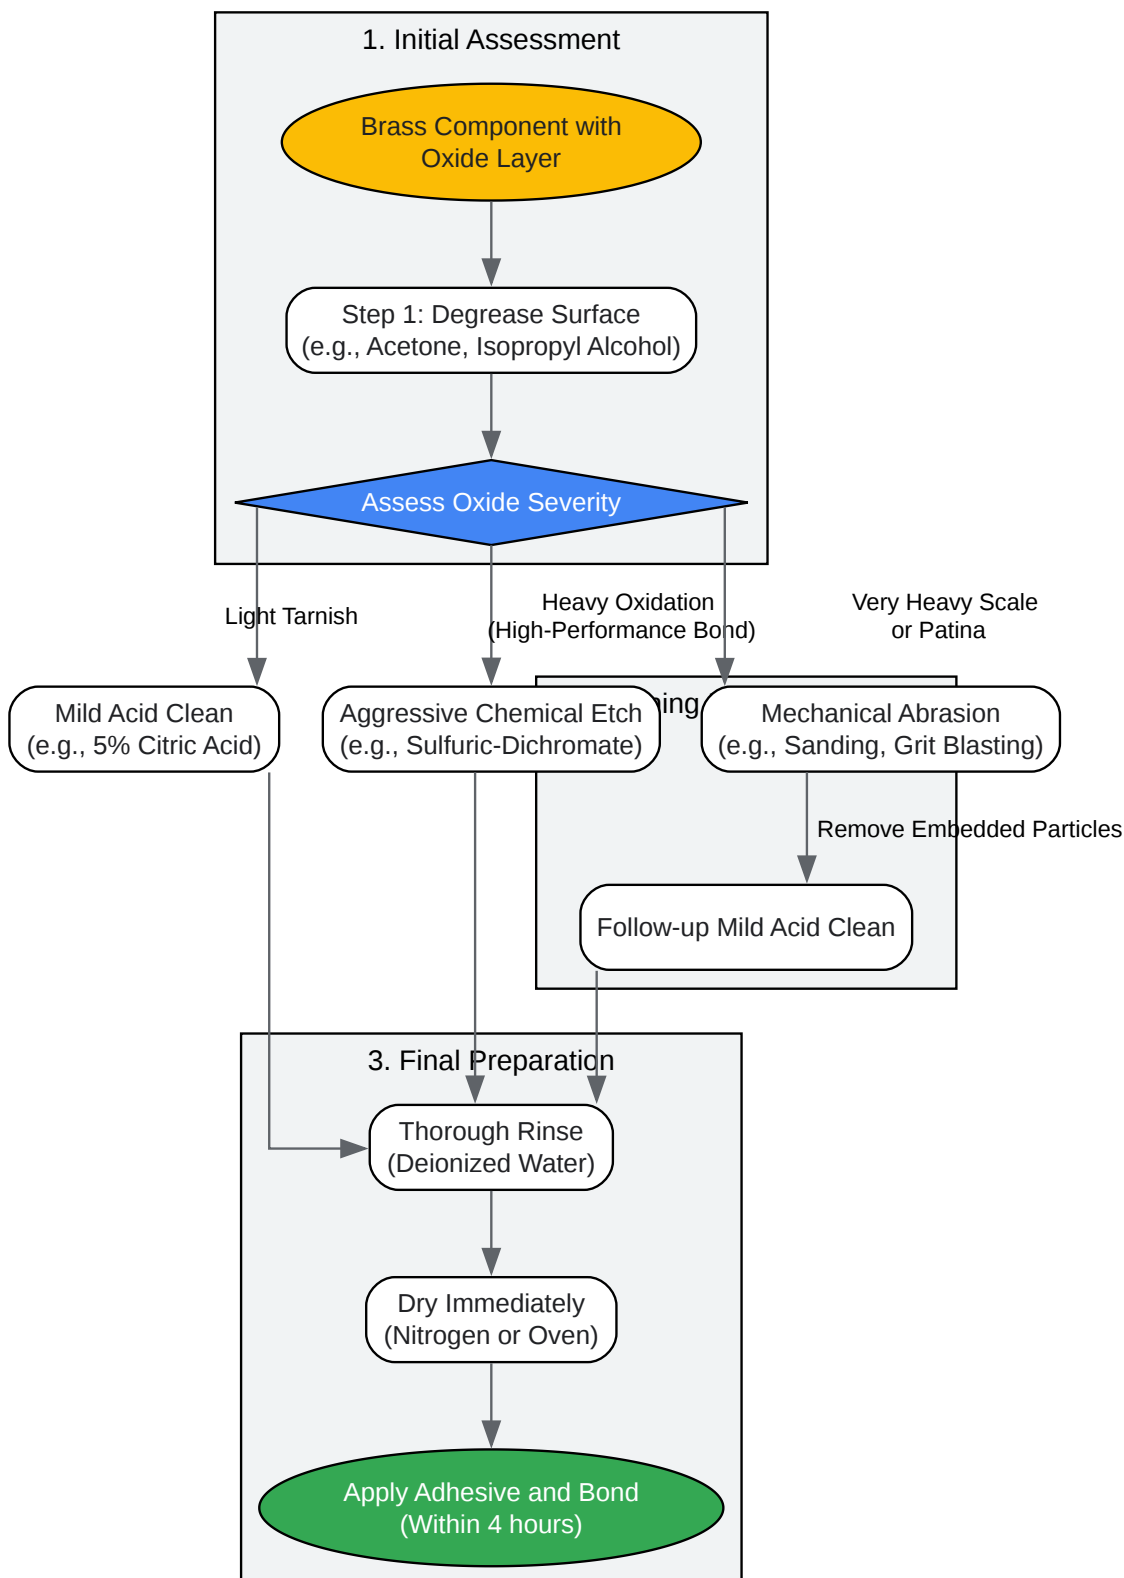 1. Initial Assessment
Brass Component with
Oxide Layer
Step 1: Degrease Surface
(e.g., Acetone, Isopropyl Alcohol)
Assess Oxide Severity
Light Tarnish
Heavy Oxidation
(High-Performance Bond)
Very Heavy Scale
or Patina
Mild Acid Clean
(e.g., 5% Citric Acid)
Aggressive Chemical Etch
(e.g., Sulfuric-Dichromate)
Mechanical Abrasion
(e.g., Sanding, Grit Blasting)
Remove Embedded Particles
Follow-up Mild Acid Clean
3. Final Preparation
Thorough Rinse
(Deionized Water)
Dry Immediately
(Nitrogen or Oven)
Apply Adhesive and Bond
(Within 4 hours)